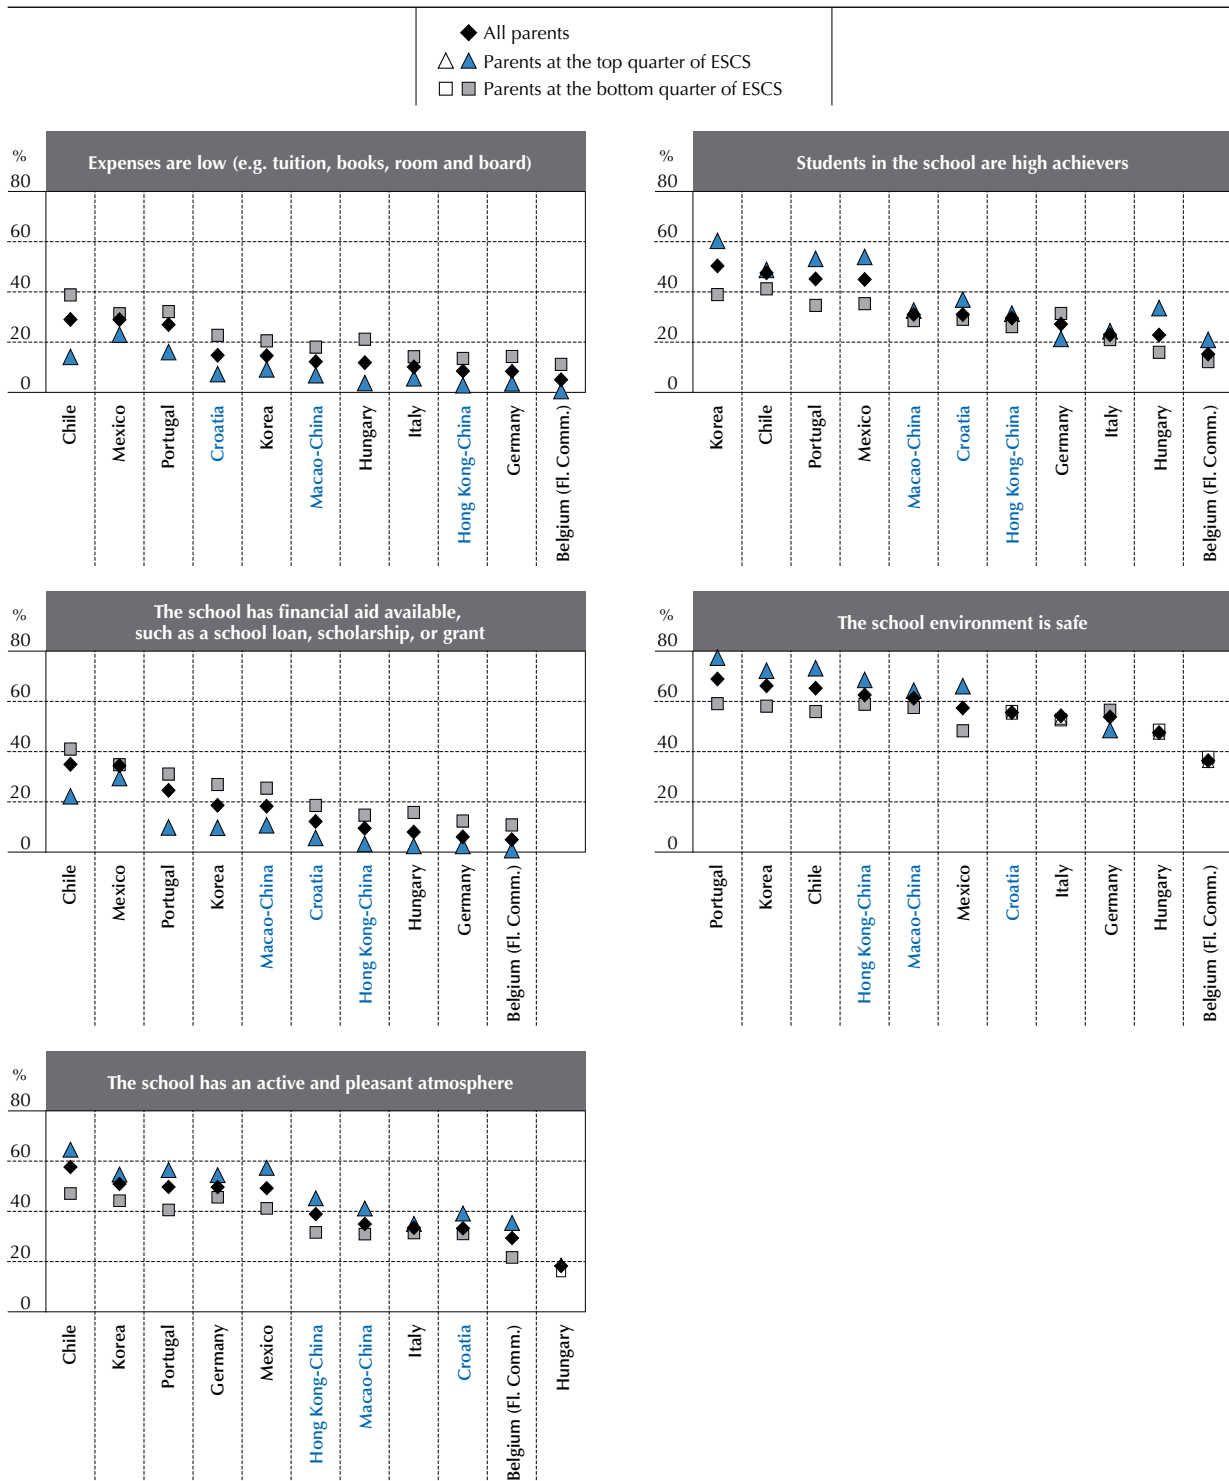 All parents
Parents at the top quarter of ESCS
Parents at the bottom quarter of ESCS
%
Expenses are low (e.g. tuition, books, room and board)
80
60
40
20
0
Chile
Mexico
Portugal
Croatia
Korea
Macao-China
Hungary
Italy
Hong Kong-China
Germany
Belgium (Fl. Comm.)
%
Students in the school are high achievers
80
60
40
20
0
Korea
Chile
Portugal
Mexico
Macao-China
Croatia
Hong Kong-China
Germany
Italy
Hungary
Belgium (Fl. Comm.)
%
The school has financial aid available,
such as a school loan, scholarship, or grant
80
60
40
20
0
Chile
Mexico
Portugal
Korea
Macao-China
Croatia
Hong Kong-China
Hungary
Germany
Belgium (Fl. Comm.)
%
The school environment is safe
80
60
40
20
0
Portugal
Korea
Chile
Hong Kong-China
Macao-China
Mexico
Croatia
Italy
Germany
Hungary
Belgium (Fl. Comm.)
%
The school has an active and pleasant atmosphere
80
60
40
20
0
Chile
Korea
Portugal
Germany
Mexico
Hong Kong-China
Macao-China
Italy
Croatia
Belgium (Fl. Comm.)
Hungary